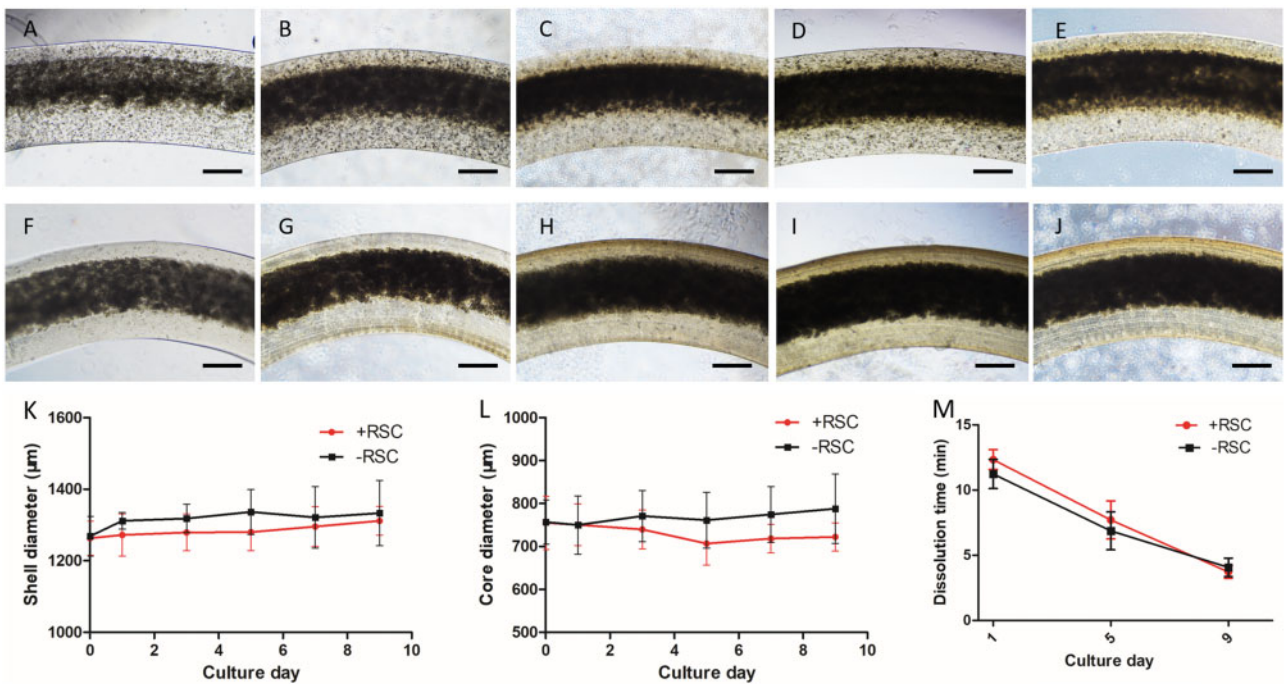 A B C D E
F G H I J
K
1600
1400
1200
1000
Shell diameter (µm)
0 2 4 6 8 10
Culture day
+RSC
-RSC
L
1000
900
800
700
600
500
Core diameter (µm)
0 2 4 6 8 10
Culture day
+RSC
-RSC
M
15
10
5
0
Dissolution time (min)
1 5 9
Culture day
+RSC
-RSC